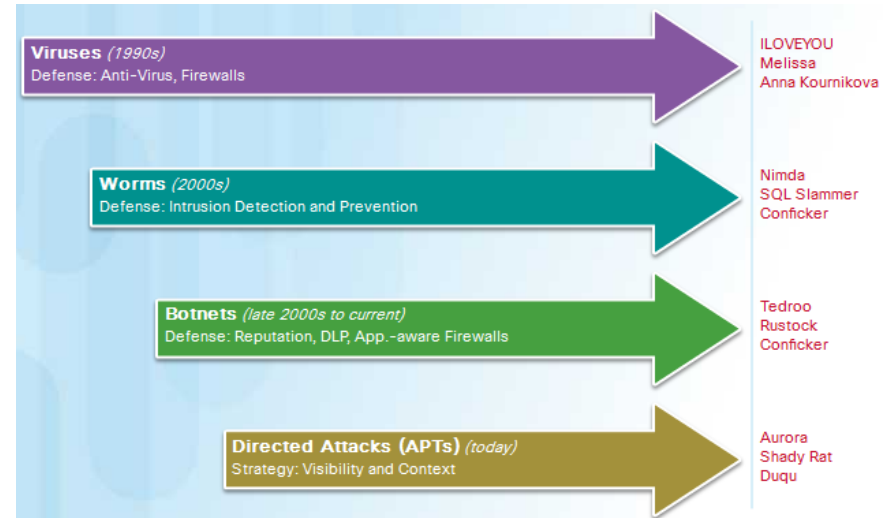 Viruses (1990s)
Defense: Anti-Virus, Firewalls
ILOVEYOU
Melissa
Anna Kournikova
Worms (2000s)
Defense: Intrusion Detection and Prevention
Nimda
SQL Slammer
Conficker
Botnets (late 2000s to current)
Defense: Reputation, DLP, App.-aware Firewalls
Tedroo
Rustock
Conficker
Directed Attacks (APTs) (today)
Strategy: Visibility and Context
Aurora
Shady Rat
Duqu